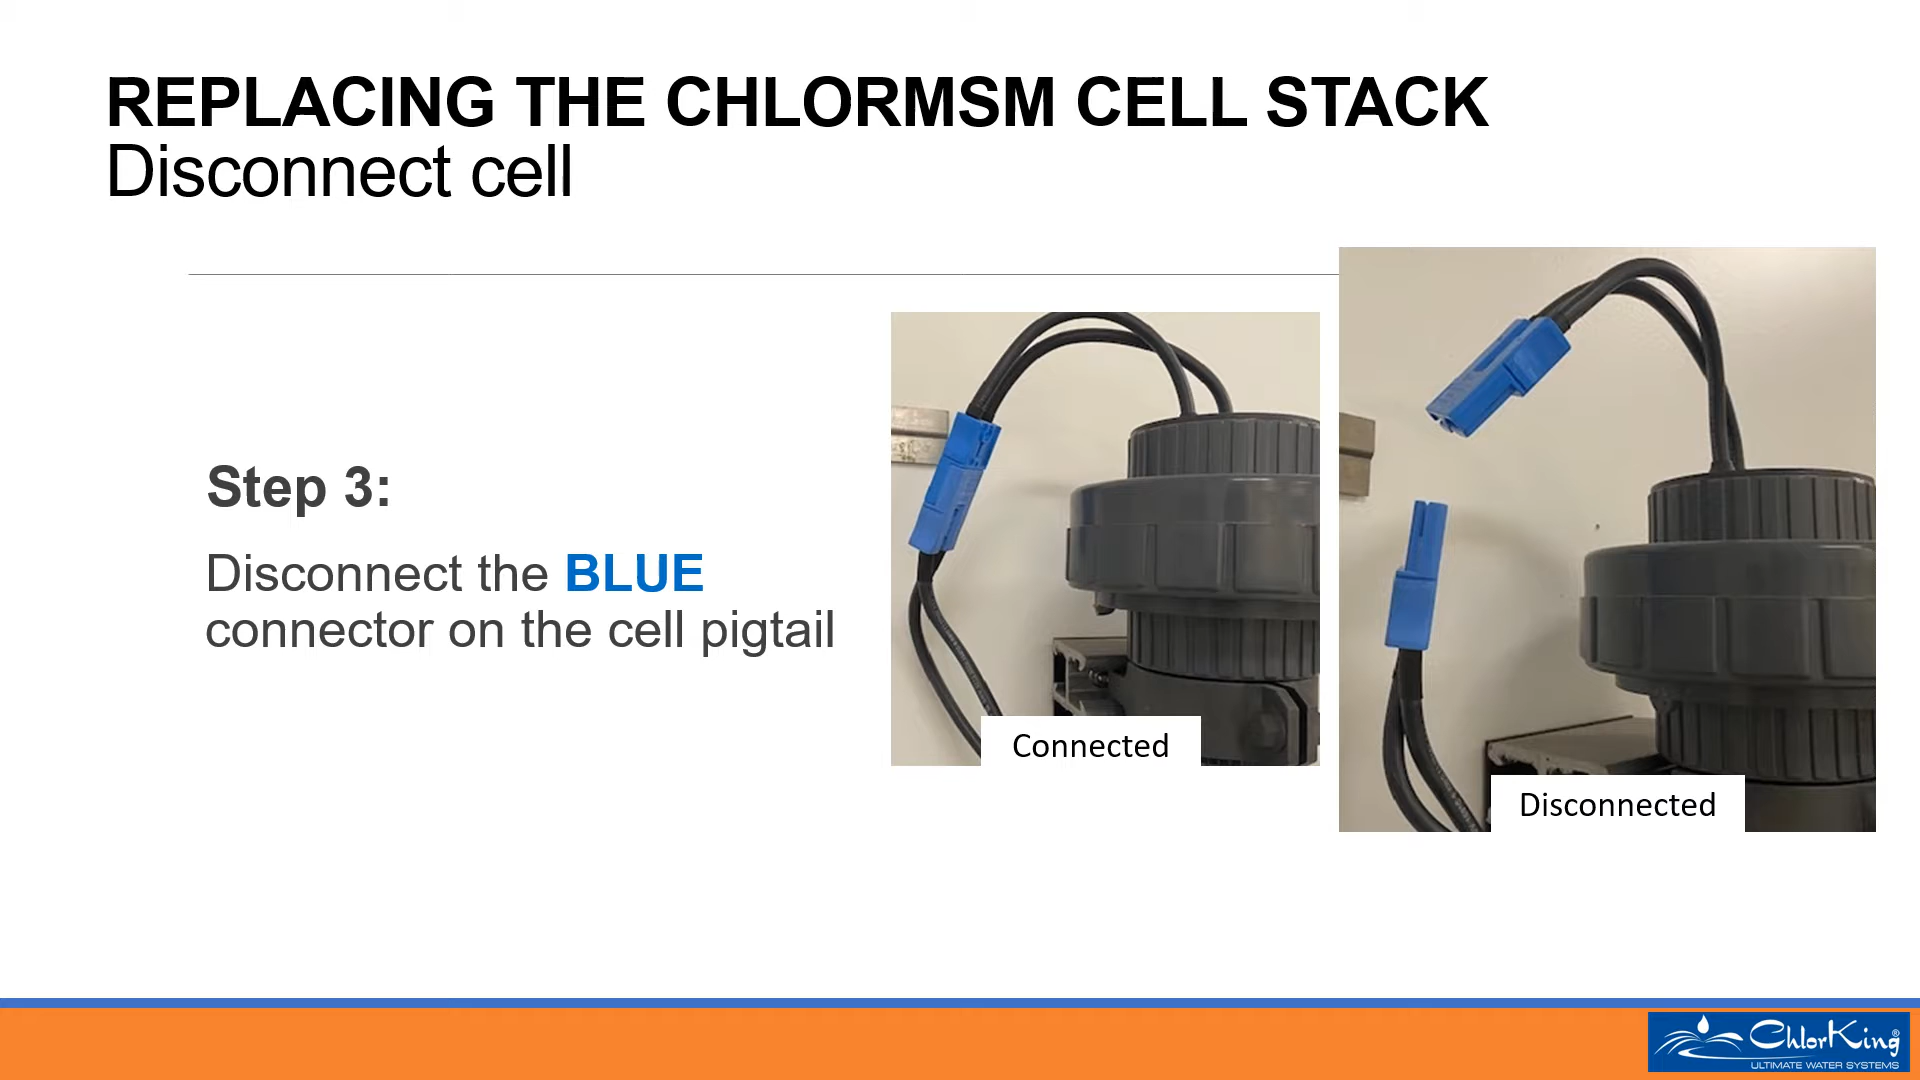 REPLACING THE CHLORMSM CELL STACK
Disconnect cell
Step 3:
Disconnect the BLUE
connector on the cell pigtail
Connected
Disconnected
ChlorKing®
ULTIMATE WATER SYSTEMS